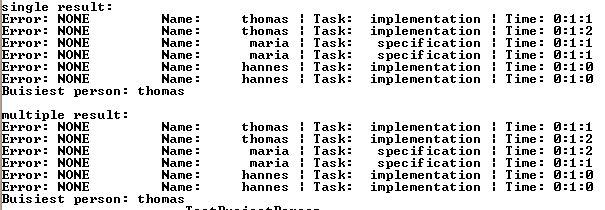 single result:
Error: NONE Name: thomas ¦ Task: implementation ¦ Time: 0:1:1
Error: NONE Name: thomas ¦ Task: implementation ¦ Time: 0:1:2
Error: NONE Name: maria ¦ Task: specification ¦ Time: 0:1:1
Error: NONE Name: maria ¦ Task: specification ¦ Time: 0:1:1
Error: NONE Name: hannes ¦ Task: implementation ¦ Time: 0:1:0
Error: NONE Name: hannes ¦ Task: implementation ¦ Time: 0:1:0
Buisiest person: thomas
multiple result:
Error: NONE Name: thomas ¦ Task: implementation ¦ Time: 0:1:1
Error: NONE Name: thomas ¦ Task: implementation ¦ Time: 0:1:2
Error: NONE Name: maria ¦ Task: specification ¦ Time: 0:1:2
Error: NONE Name: maria ¦ Task: specification ¦ Time: 0:1:1
Error: NONE Name: hannes ¦ Task: implementation ¦ Time: 0:1:0
Error: NONE Name: hannes ¦ Task: implementation ¦ Time: 0:1:0
Buisiest person: thomas